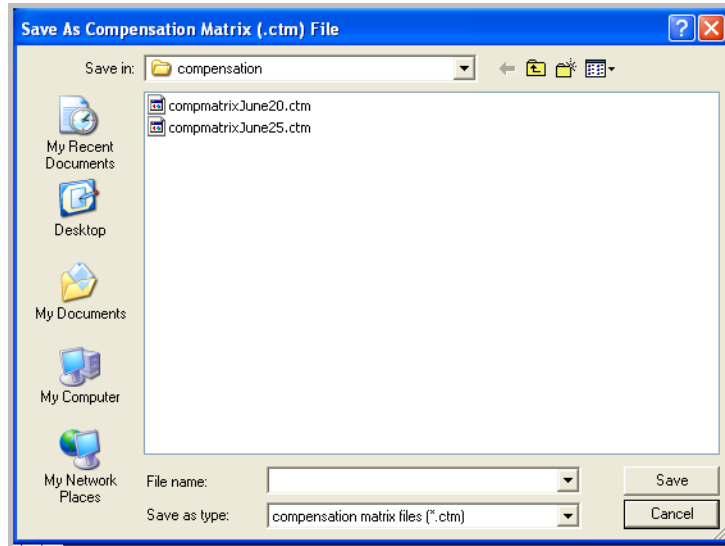 Save As Compensation Matrix (.ctm) File
Save in:
compensation
compmatrixJune20.ctm
compmatrixJune25.ctm
My Recent
Documents
Desktop
My Documents
My Computer
My Network
Places
File name:
Save
Save as type:
compensation matrix files (*.ctm)
Cancel